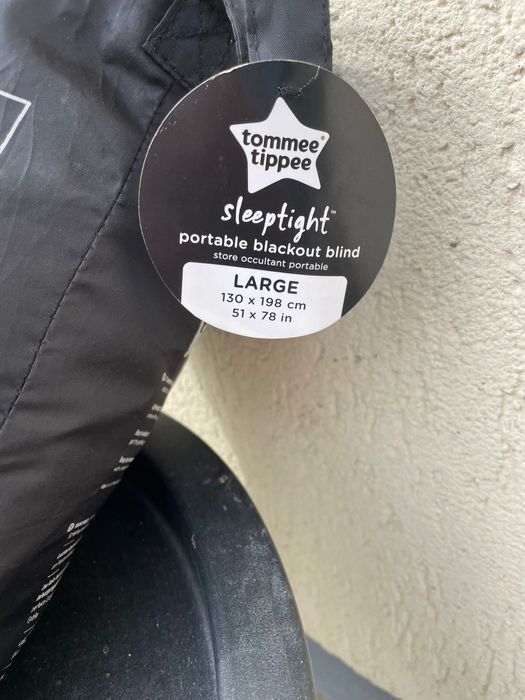 tommee
tippee
sleeptight™
portable blackout blind
store occultant portable
LARGE
130 x 198 cm
51 x 78 in